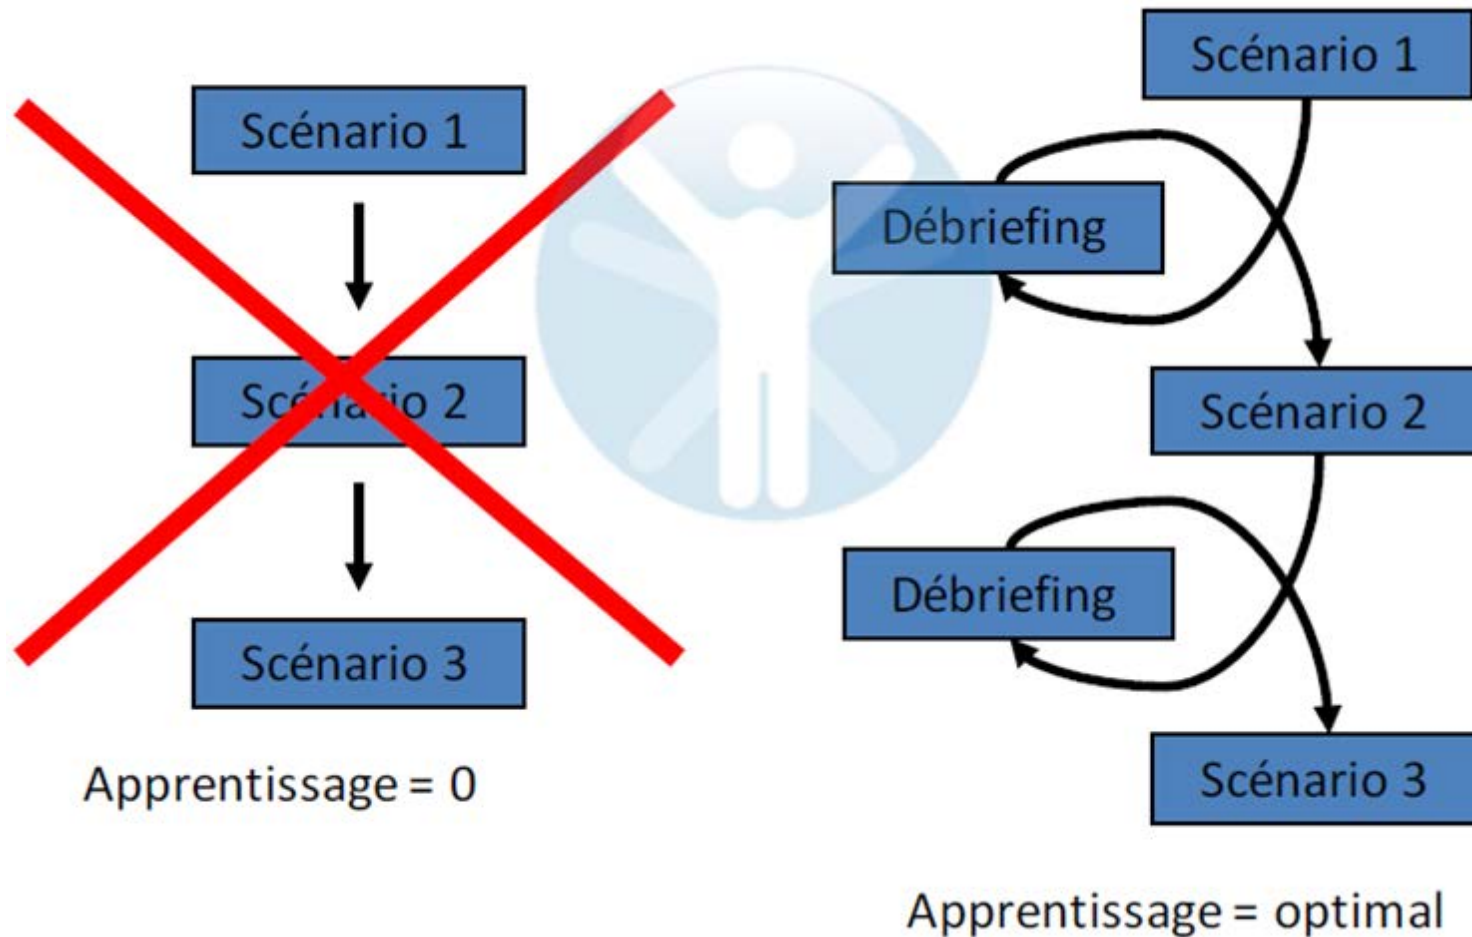 Scénario 1
Scénario 2
Scénario 3
Apprentissage = 0
Scénario 1
Débriefing
Scénario 2
Débriefing
Scénario 3
Apprentissage = optimal